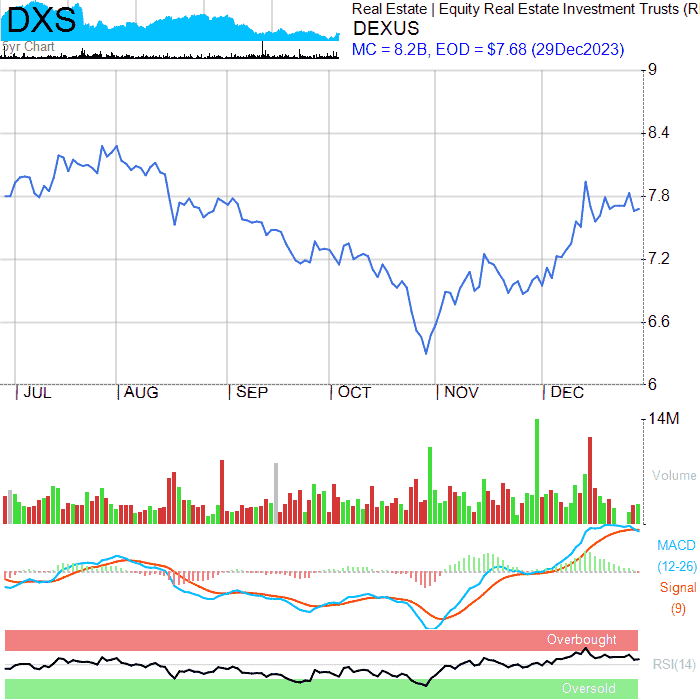 DXS
5yr Chart
Real Estate | Equity Real Estate Investment Trusts (R
DEXUS
MC = 8.2B, EOD = $7.68 (29Dec2023)
9
8.4
7.8
7.2
6.6
6
JUL AUG SEP OCT NOV DEC
14M
Volume
MACD
(12-26)
Signal
(9)
Overbought
RSI(14)
Oversold